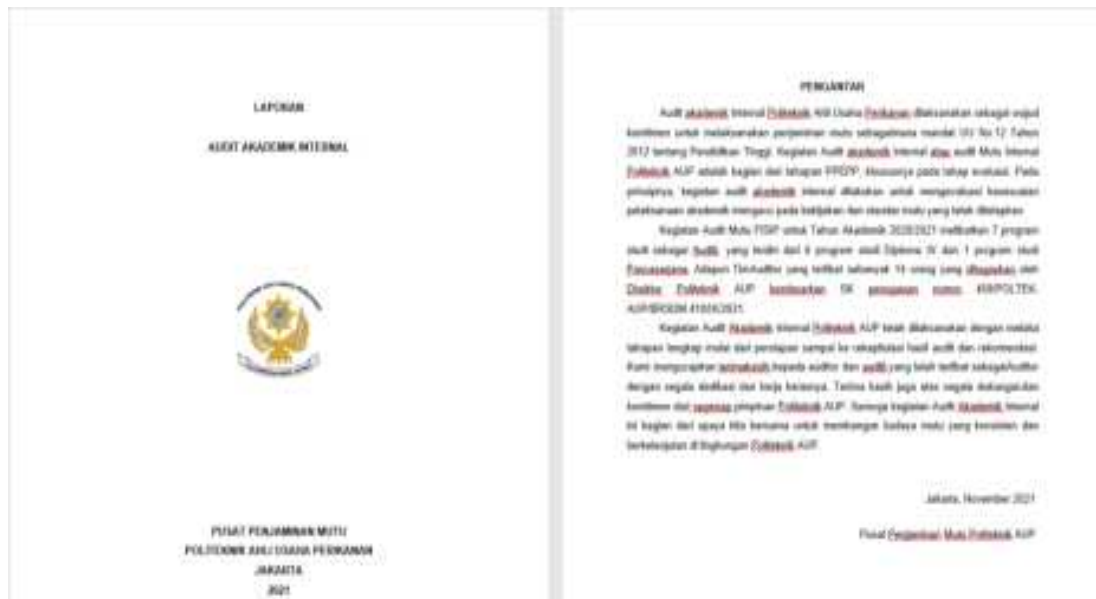 LAPORAN
AUDIT AKADEMIK INTERNAL
PUSAT PENJAMINAN MUTU
POLITEKNIK AHLI USAHA PERIKANAN
JAKARTA
2021
PENGANTAR
Audit akademik Internal Politeknik Ahli Usaha Perikanan dilaksanakan sebagai wujud
komitmen untuk melaksanakan penjaminan mutu sebagaimana mandat UU No 12 Tahun
2012 tentang Pendidikan Tinggi. Kegiatan Audit akademik internal atau audit Mutu Internal
Politeknik AUP adalah bagian dari tahapan PPEPP, khususnya pada tahap evaluasi. Pada
prinsipnya, kegiatan audit akademik internal dilakukan untuk mengevaluasi kesesuaian
pelaksanaan akademik mengacu pada kebijakan dan standar mutu yang telah ditetapkan
Kegiatan Audit Mutu untuk Tahun Akademik 2020/2021 melibatkan 7 program
studi sebagai Auditi, yang terdiri dari 6 program studi Diploma IV dan 1 program studi
Pascasarjana. Adapun yang terlibat sebanyak 14 orang yang ditugaskan oleh
Direktur Politeknik AUP berdasarkan SK penugasan nomor
Kegiatan Audit Akademik Internal Politeknik AUP telah dilaksanakan dengan melalui
tahapan lengkap mulai dari persiapan sampai ke rekapitulasi hasil audit dan rekomendasi.
Kami mengucapkan terimakasih kepada auditor dan auditi yang telah terlibat
dengan segala dedikasi dan kerja kerasnya. Terima kasih juga atas segala dukungan dan
komitmen dari segenap pimpinan Politeknik AUP. Semoga kegiatan Audit Akademik Internal
ini bagian dari upaya kita bersama untuk membangun budaya mutu yang konsisten dan
berkelanjutan di lingkungan Politeknik AUP.
Jakarta, November 2021
Pusat Penjaminan Mutu Politeknik AUP